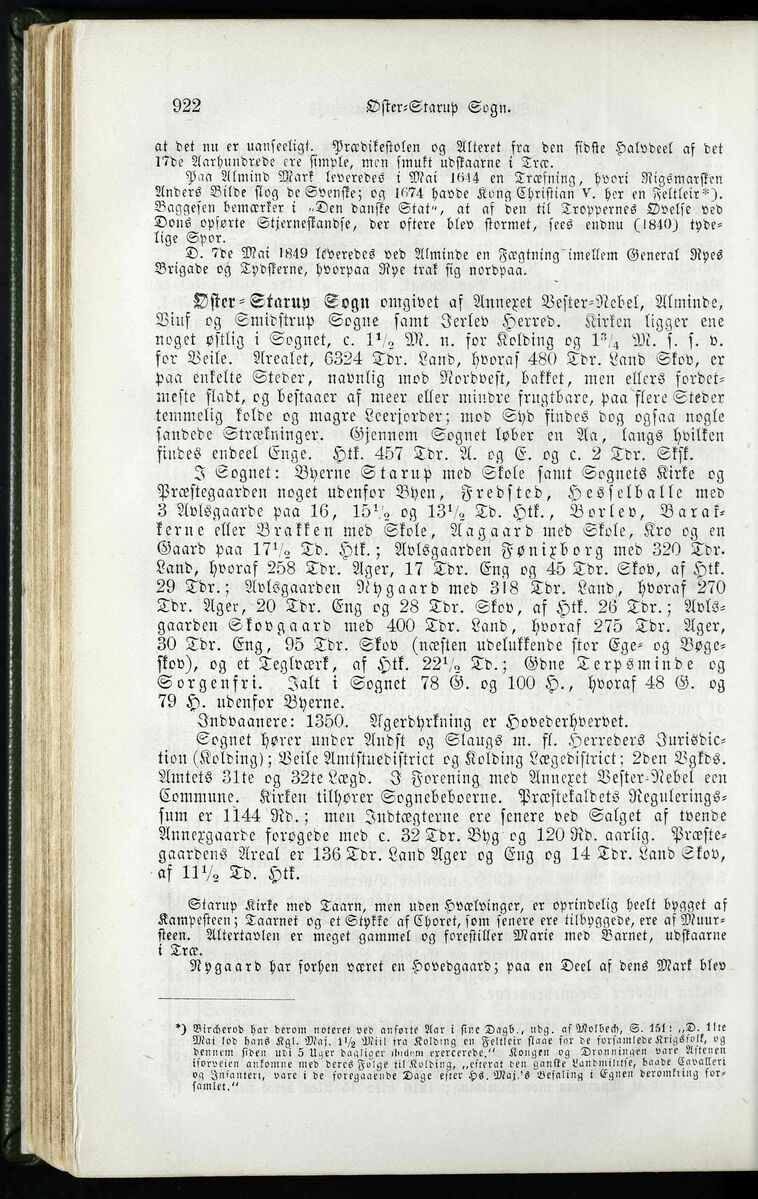 922
Øster-Starup Sogn.
at det nu er uanseeligt. Prædikestolen og Alteret fra den sidste Halvdeel af det
17de Aarhundrede ere simple, men smukt udskaarne i Træ.
Paa Almind Mark leveredes i Mai 1644 en Træfning, hvori Rigsmarsken
Anders Bilde slog de Svenske; og 1674 havde Kong Christian V. her en Feltleir*).
Baggesen bemærker i „Den danske Stat“, at af den til Troppernes Øvelse ved
Dons opførte Stjerneskandse, der oftere blev stormet, sees endnu (1840) tyde-
lige Spor.
D. 7de Mai 1849 leveredes ved Alminde en Fægtning imellem General Ryes
Brigade og Tydskerne, hvorpaa Rye trak sig nordpaa.
Øster-Starup Sogn omgivet af Annexet Vester-Nebel, Alminde,
Viuf og Smidstrup Sogne samt Jerlev Herred. Kirken ligger ene
noget østlig i Sognet, c. 1½ M. n. for Kolding og 1¾ M. s. s. v.
for Veile. Arealet, 6324 Tdr. Land, hvoraf 480 Tdr. Land Skov, er
paa enkelte Steder, navnlig mod Nordvest, bakket, men ellers fordet-
meste fladt, og bestaaer af meer eller mindre frugtbare, paa flere Steder
temmelig kolde og magre Leerjorder; mod Syd findes dog ogsaa nogle
sandede Strækninger. Gjennem Sognet løber en Aa, langs hvilken
findes endeel Enge. Htk. 457 Tdr. A. og E. og c. 2 Tdr. Skfk.
I Sognet: Byerne Starup med Skole samt Sognets Kirke og
Præstegaarden noget udenfor Byen, Fredsted, Hesselballe med
3 Avlsgaarde paa 16, 15½ og 13½ Td. Htk., Borlev, Barak-
kerne eller Brakken med Skole, Aagaard med Skole, Kro og en
Gaard paa 17½ Td. Htk.; Avlsgaarden Fønixborg med 320 Tdr.
Land, hvoraf 258 Tdr. Ager, 17 Tdr. Eng og 45 Tdr. Skov, af Htk.
29 Tdr.; Avlsgaarden Nygaard med 318 Tdr. Land, hvoraf 270
Tdr. Ager, 20 Tdr. Eng og 28 Tdr. Skov, af Htk. 26 Tdr.; Avls-
gaarden Skovgaard med 400 Tdr. Land, hvoraf 275 Tdr. Ager,
30 Tdr. Eng, 95 Tdr. Skov (næsten udelukkende stor Ege- og Bøge-
skov), og et Teglværk, af Htk. 22½ Td.; Gdne Terpsminde og
Sorgenfri. Ialt i Sognet 78 G. og 100 H., hvoraf 48 G. og
79 H. udenfor Byerne.
Indvaanere: 1350. Agerdyrkning er Hovederhvervet.
Sognet hører under Andst og Slaugs m. fl. Herreders Jurisdic-
tion (Kolding); Veile Amtstuedistrict og Kolding Lægedistrict; 2den Vgkds.
Amtets 31te og 32te Lægd. I Forening med Annexet Vester-Nebel een
Commune. Kirken tilhører Sognebeboerne. Præstekaldets Regulerings-
sum er 1144 Rd.; men Indtægterne ere senere ved Salget af tvende
Annexgaarde forøgede med c. 32 Tdr. Byg og 120 Rd. aarlig. Præste-
gaardens Areal er 136 Tdr. Land Ager og Eng og 14 Tdr. Land Skov,
af 11½ Td. Htk.
Starup Kirke med Taarn, men uden Hvælvinger, er oprindelig heelt bygget af
Kampesteen; Taarnet og et Stykke af Choret, som senere ere tilbyggede, ere af Muur-
steen. Altertavlen er meget gammel og forestiller Marie med Barnet, udskaarne
i Træ.
Nygaard har forhen været en Hovedgaard; paa en Deel af dens Mark blev
*) Bircherod har derom noteret ved anførte Aar i sine Dagb., udg. af Molbech, S. 151: „D. 11te
Mai lod hans Kgl. Maj. 1½ Miil fra Kolding en Feltleir slaae for de forsamlede Krigsfolk, og
dennem siden udi 5 Uger dagliger ibidem exercerede.“ Kongen og Dronningen vare Aftenen
iforveien ankomne med deres Følge til Kolding, „efterat den ganske Landmilitse, baade Cavalleri
og Infanteri, vare i de foregaaende Dage efter Hs. Maj.'s Befaling i Egnen deromkring for-
samlet.“